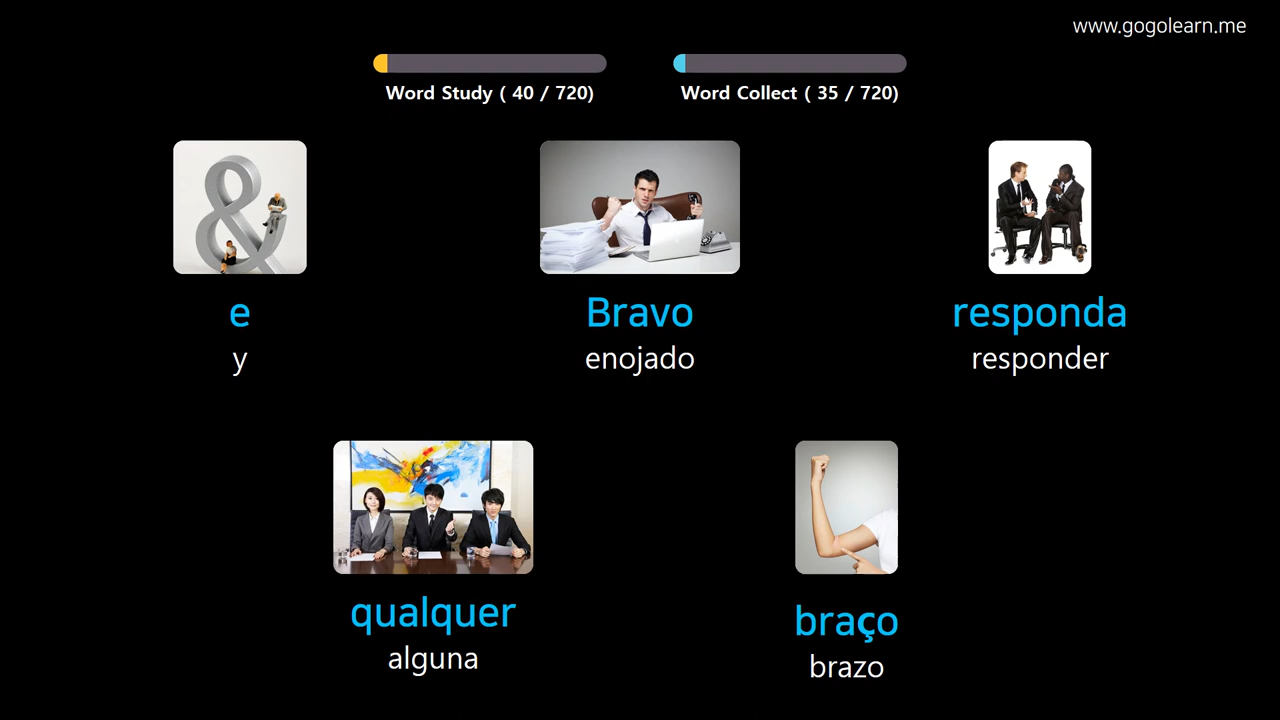 www.gogolearn.me
Word Study ( 40 / 720)
Word Collect ( 35 / 720)
&
e
y
Bravo
enojado
responda
responder
qualquer
alguna
braço
brazo